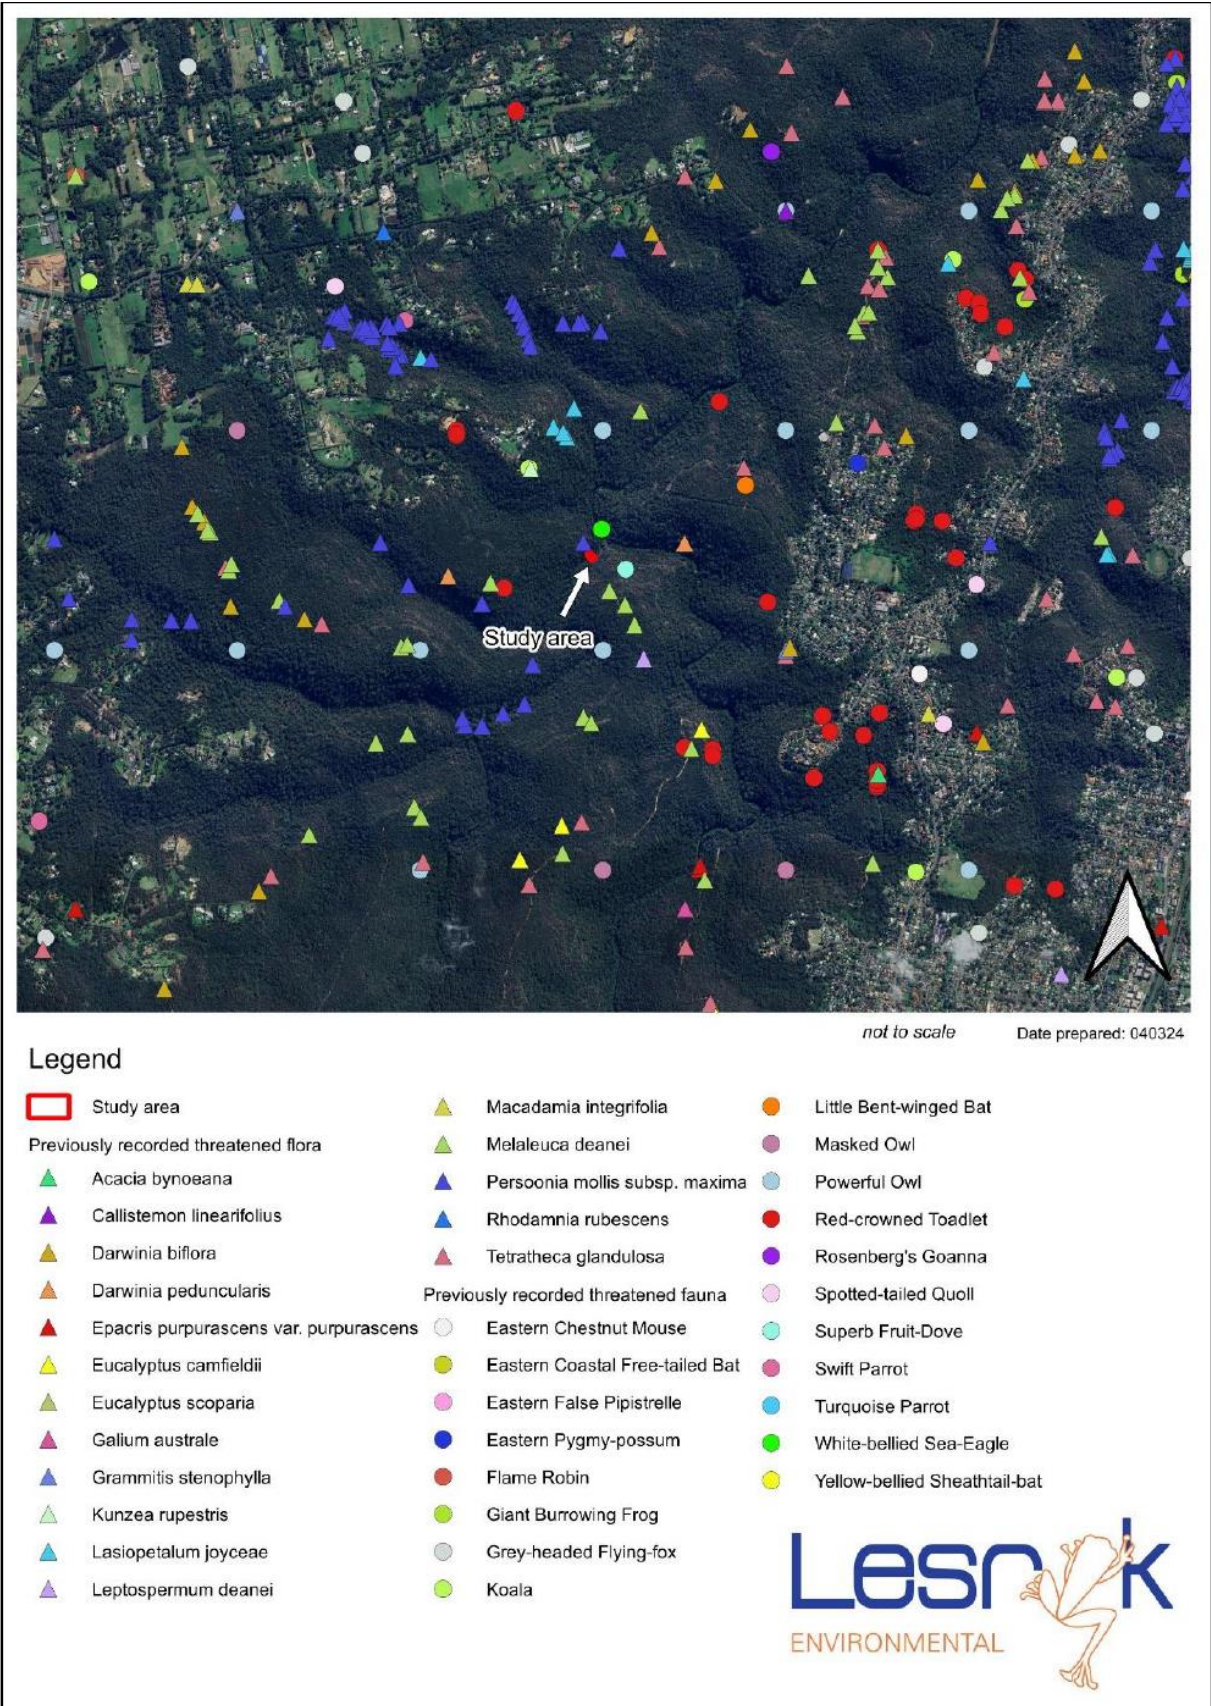 Study area
not to scale
Date prepared: 040324
Legend
Study area
Previously recorded threatened flora
Acacia bynoeana
Callistemon linearifolius
Darwinia biflora
Darwinia peduncularis
Epacris purpurascens var. purpurascens
Eucalyptus camfieldii
Eucalyptus scoparia
Galium australe
Grammitis stenophylla
Kunzea rupestris
Lasiopetalum joyceae
Leptospermum deanei
Macadamia integrifolia
Melaleuca deanei
Persoonia mollis subsp. maxima
Rhodamnia rubescens
Tetratheca glandulosa
Previously recorded threatened fauna
Eastern Chestnut Mouse
Eastern Coastal Free-tailed Bat
Eastern False Pipistrelle
Eastern Pygmy-possum
Flame Robin
Giant Burrowing Frog
Grey-headed Flying-fox
Koala
Little Bent-winged Bat
Masked Owl
Powerful Owl
Red-crowned Toadlet
Rosenberg's Goanna
Spotted-tailed Quoll
Superb Fruit-Dove
Swift Parrot
Turquoise Parrot
White-bellied Sea-Eagle
Yellow-bellied Sheathtail-bat
Lesryk
ENVIRONMENTAL